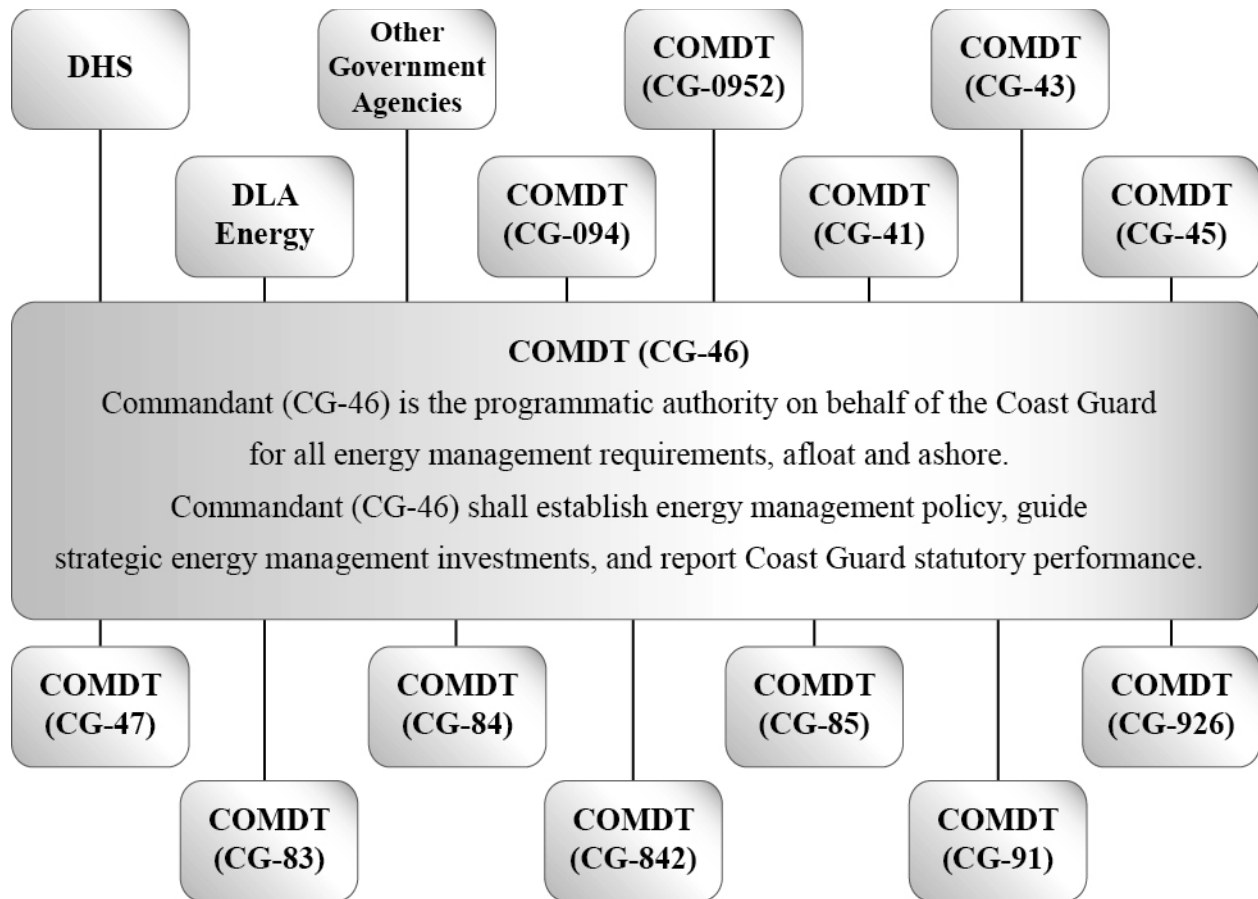 DHS
Other
Government
Agencies
COMDT
(CG-0952)
COMDT
(CG-43)
DLA
Energy
COMDT
(CG-094)
COMDT
(CG-41)
COMDT
(CG-45)
COMDT (CG-46)
Commandant (CG-46) is the programmatic authority on behalf of the Coast Guard
for all energy management requirements, afloat and ashore.
Commandant (CG-46) shall establish energy management policy, guide
strategic energy management investments, and report Coast Guard statutory performance.
COMDT
(CG-47)
COMDT
(CG-84)
COMDT
(CG-85)
COMDT
(CG-926)
COMDT
(CG-83)
COMDT
(CG-842)
COMDT
(CG-91)